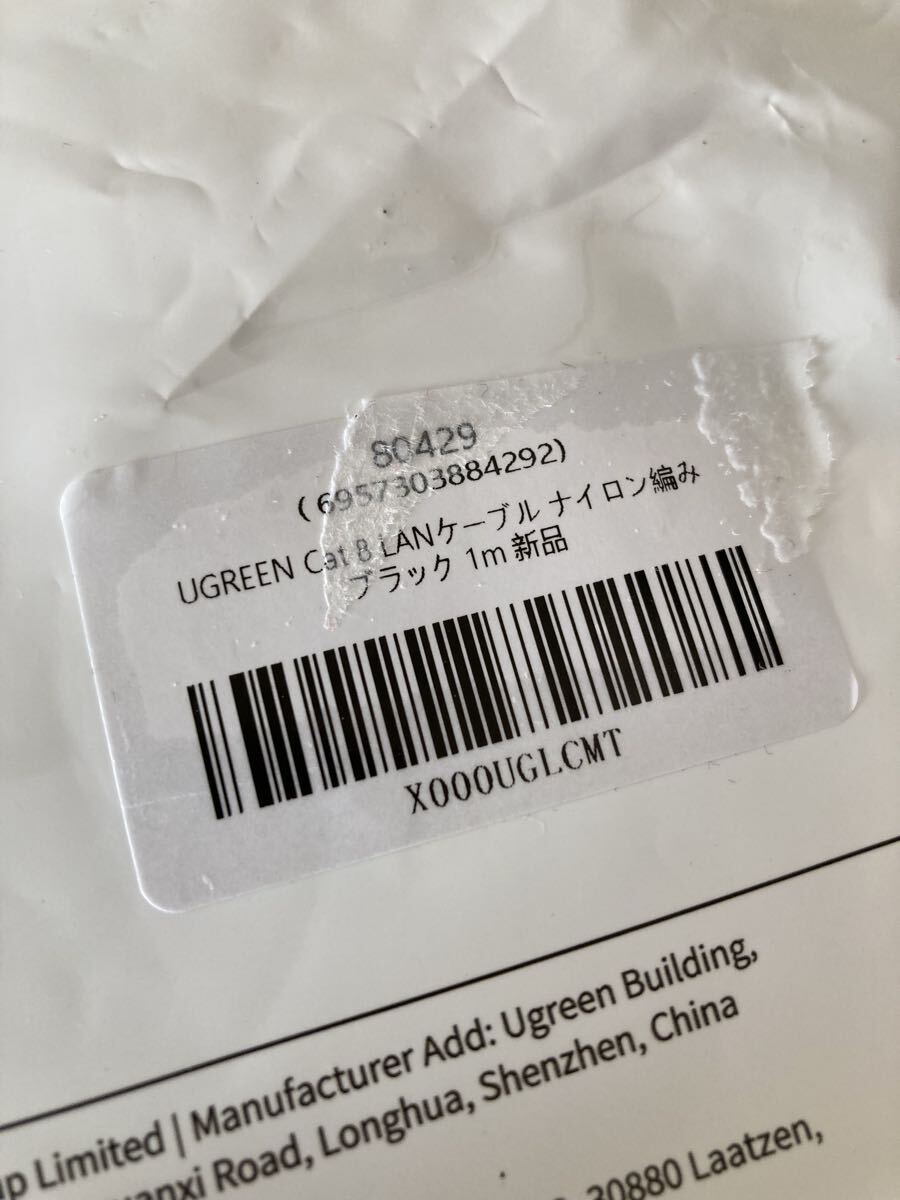 80429
(6957303884292)
UGREEN Cat 8 LANケーブル ナイロン編み
ブラック 1m 新品
X000UGLCMT
up Limited | Manufacturer Add: Ugreen Building,
Road, Longhua, Shenzhen, China
30880 Laatzen,